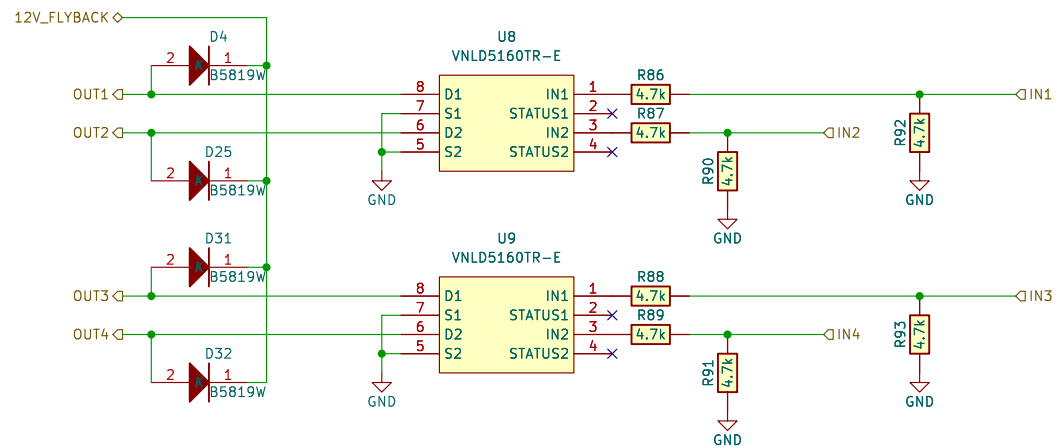 12V_FLYBACK
D4
2
1
B5819W
OUT1
OUT2
D25
2
1
B5819W
U8
VNLD5160TR-E
8
D1
IN1
1
7
S1
STATUS1
2
6
D2
IN2
3
5
S2
STATUS2
4
R86
4.7k
R87
4.7k
IN1
IN2
R92
4.7k
R90
4.7k
GND
GND
GND
D31
2
1
B5819W
OUT3
OUT4
D32
2
1
B5819W
U9
VNLD5160TR-E
8
D1
IN1
1
7
S1
STATUS1
2
6
D2
IN2
3
5
S2
STATUS2
4
R88
4.7k
R89
4.7k
IN3
IN4
R93
4.7k
R91
4.7k
GND
GND
GND